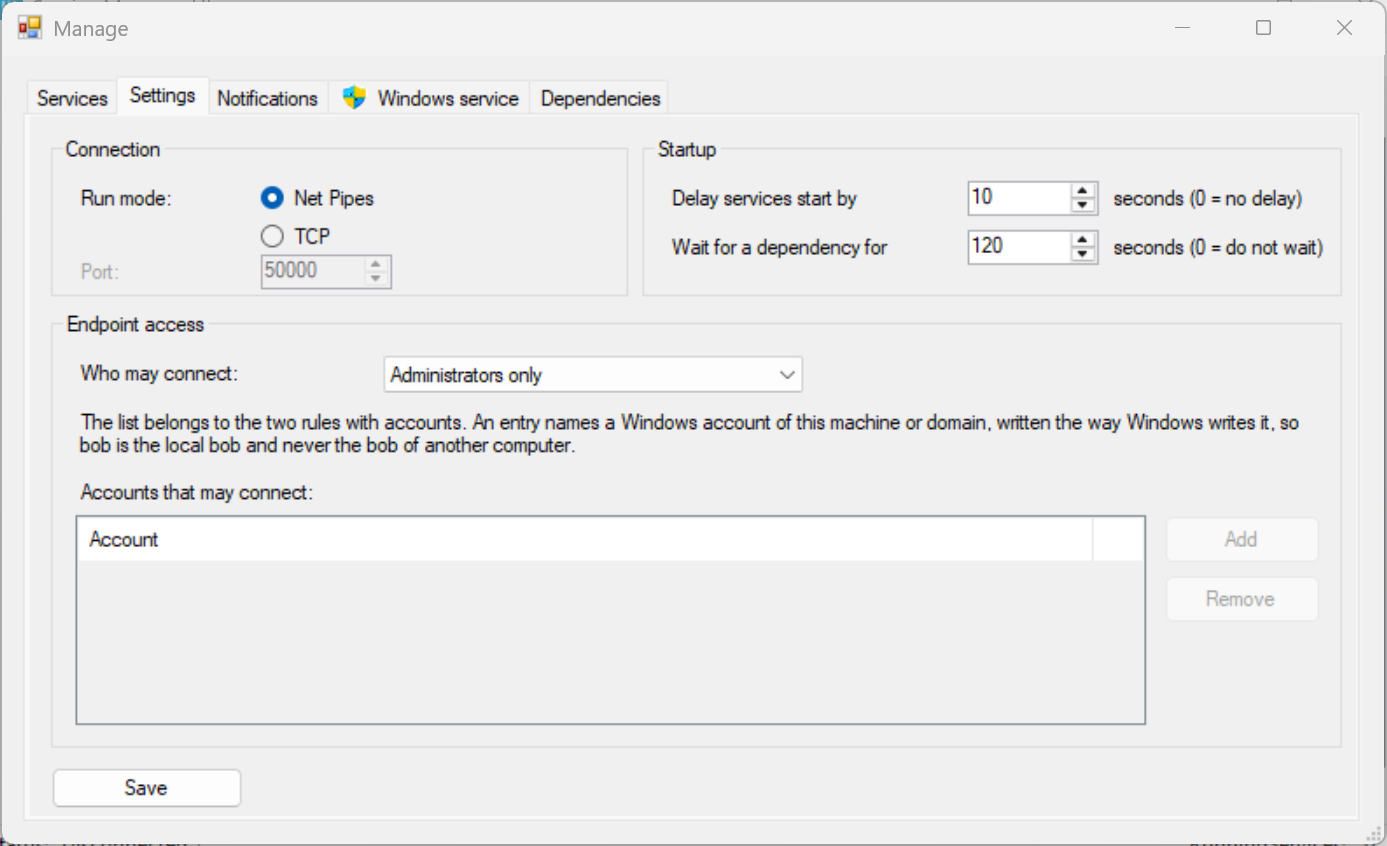 Manage
Services Settings Notifications Windows service Dependencies
Connection
Run mode: Net Pipes
TCP
Port: 50000
Startup
Delay services start by 10 seconds (0 = no delay)
Wait for a dependency for 120 seconds (0 = do not wait)
Endpoint access
Who may connect: Administrators only
The list belongs to the two rules with accounts. An entry names a Windows account of this machine or domain, written the way Windows writes it, so
bob is the local bob and never the bob of another computer.
Accounts that may connect:
Account
Add
Remove
Save